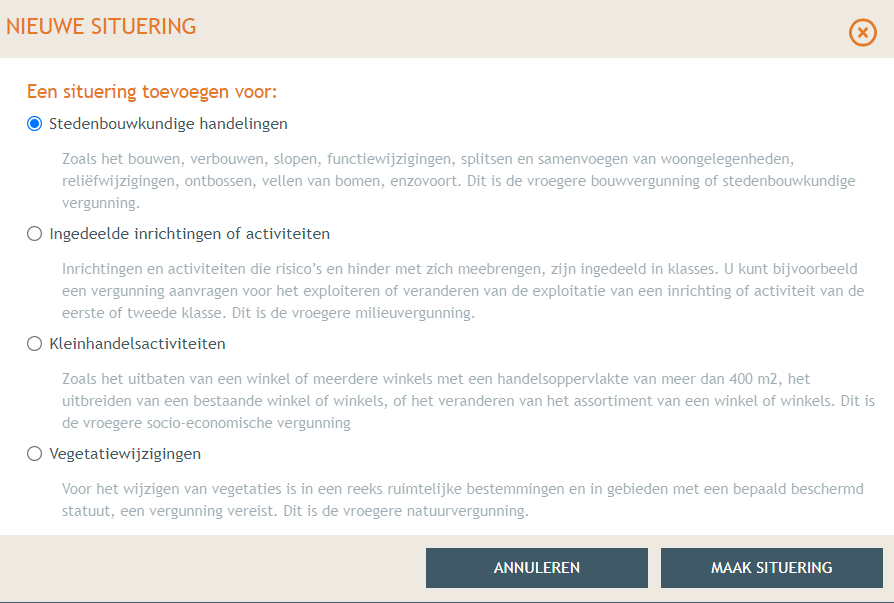 NIEUWE SITUERING
Een situering toevoegen voor:
Stedenbouwkundige handelingen
Zoals het bouwen, verbouwen, slopen, functiewijzigingen, splitsen en samenvoegen van woongelegenheden,
reliëfwijzigingen, ontbossen, vellen van bomen, enzovoort. Dit is de vroegere bouwvergunning of stedenbouwkundige
vergunning.
Ingedeelde inrichtingen of activiteiten
Inrichtingen en activiteiten die risico's en hinder met zich meebrengen, zijn ingedeeld in klasses. U kunt bijvoorbeeld
een vergunning aanvragen voor het exploiteren of veranderen van de exploitatie van een inrichting of activiteit van de
eerste of tweede klasse. Dit is de vroegere milieuvergunning.
Kleinhandelsactiviteiten
Zoals het uitbaten van een winkel of meerdere winkels met een handelsoppervlakte van meer dan 400 m2, het
uitbreiden van een bestaande winkel of winkels, of het veranderen van het assortiment van een winkel of winkels. Dit is
de vroegere socio-economische vergunning
Vegetatiewijzigingen
Voor het wijzigen van vegetaties is in een reeks ruimtelijke bestemmingen en in gebieden met een bepaald beschermd
statuut, een vergunning vereist. Dit is de vroegere natuurvergunning.
ANNULEREN
MAAK SITUERING